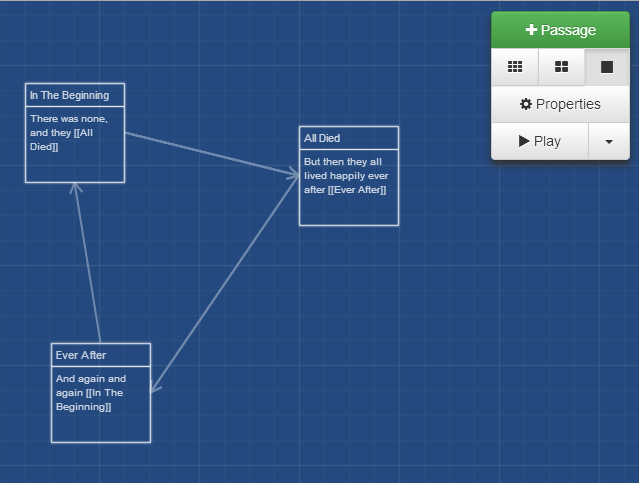 Passage
Properties
Play
In The Beginning
There was none,
and they [[All
Died]]
All Died
But then they all
lived happily ever
after [[Ever After]]
Ever After
And again and
again [[In The
Beginning]]